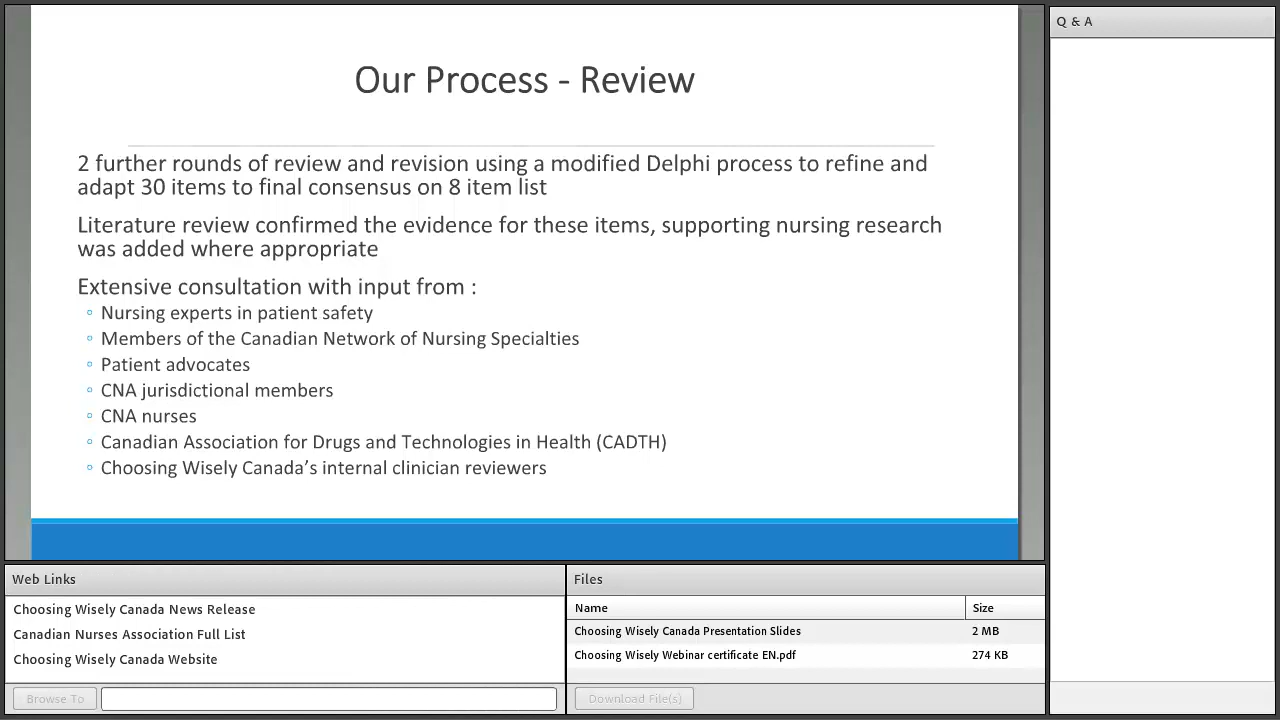 Our Process - Review
2 further rounds of review and revision using a modified Delphi process to refine and
adapt 30 items to final consensus on 8 item list
Literature review confirmed the evidence for these items, supporting nursing research
was added where appropriate
Extensive consultation with input from :
◦ Nursing experts in patient safety
◦ Members of the Canadian Network of Nursing Specialties
◦ Patient advocates
◦ CNA jurisdictional members
◦ CNA nurses
◦ Canadian Association for Drugs and Technologies in Health (CADTH)
◦ Choosing Wisely Canada’s internal clinician reviewers
Q & A
Web Links
Choosing Wisely Canada News Release
Canadian Nurses Association Full List
Choosing Wisely Canada Website
Browse To
Files
Name Size
Choosing Wisely Canada Presentation Slides 2 MB
Choosing Wisely Webinar certificate EN.pdf 274 KB
Download File(s)